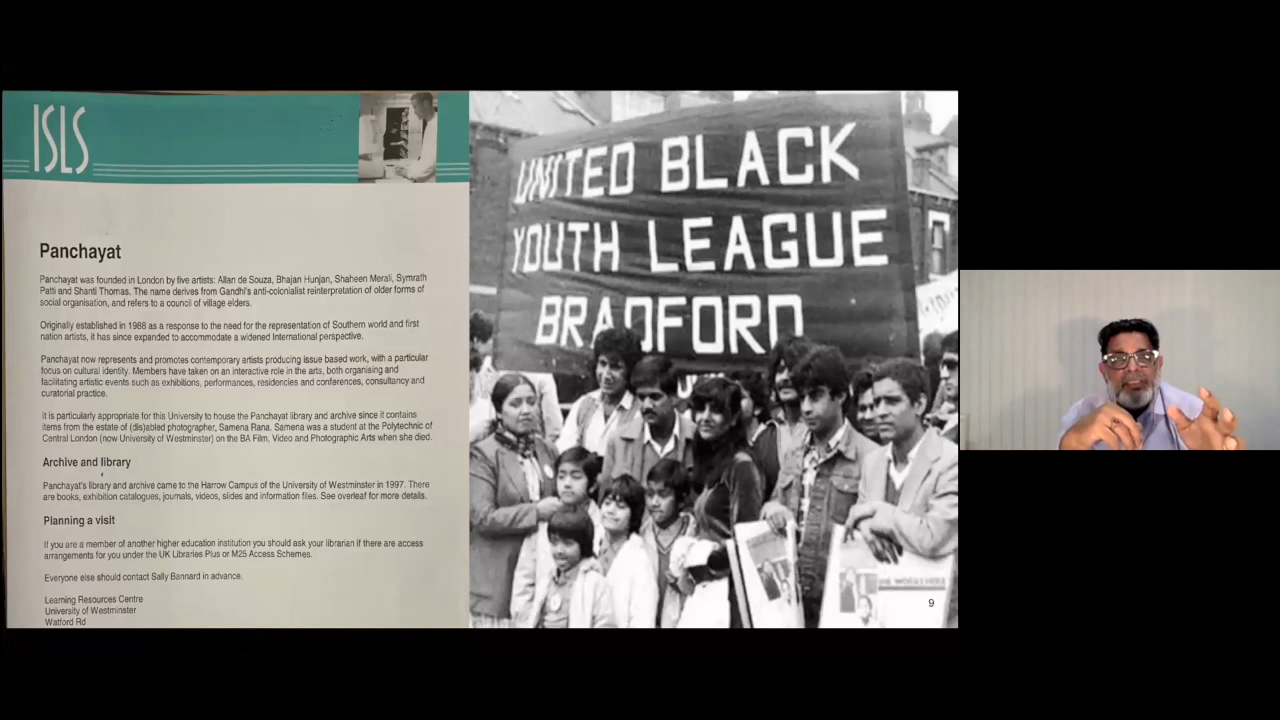 ISLS
Panchayat
Panchayat was founded in London by five artists: Allan de Souza, Bhajan Hunjan, Shaheen Merali, Symrath
Patti and Shanti Thomas. The name derives from Gandhi's anti-colonialist reinterpretation of older forms of
social organisation, and refers to a council of village elders.
Originally established in 1988 as a response to the need for the representation of Southern world and first
nation artists, it has since expanded to accommodate a widened International perspective.
Panchayat now represents and promotes contemporary artists producing issue based work, with a particular
focus on cultural identity. Members have taken on an interactive role in the arts, both organising and
facilitating artistic events such as exhibitions, performances, residencies and conferences, consultancy and
curatorial practice.
It is particularly appropriate for this University to house the Panchayat library and archive since it contains
items from the estate of (dis)abled photographer, Samena Rana. Samena was a student at the Polytechnic of
Central London (now University of Westminster) on the BA Film, Video and Photographic Arts when she died.
Archive and library
Panchayat's library and archive came to the Harrow Campus of the University of Westminster in 1997. There
are books, exhibition catalogues, journals, videos, slides and information files. See overleaf for more details.
Planning a visit
If you are a member of another higher education institution you should ask your librarian if there are access
arrangements for you under the UK Libraries Plus or M25 Access Schemes.
Everyone else should contact Sally Bannard in advance.
Learning Resources Centre
University of Westminster
Watford Rd
UNITED BLACK
YOUTH LEAGUE
BRADFORD
9